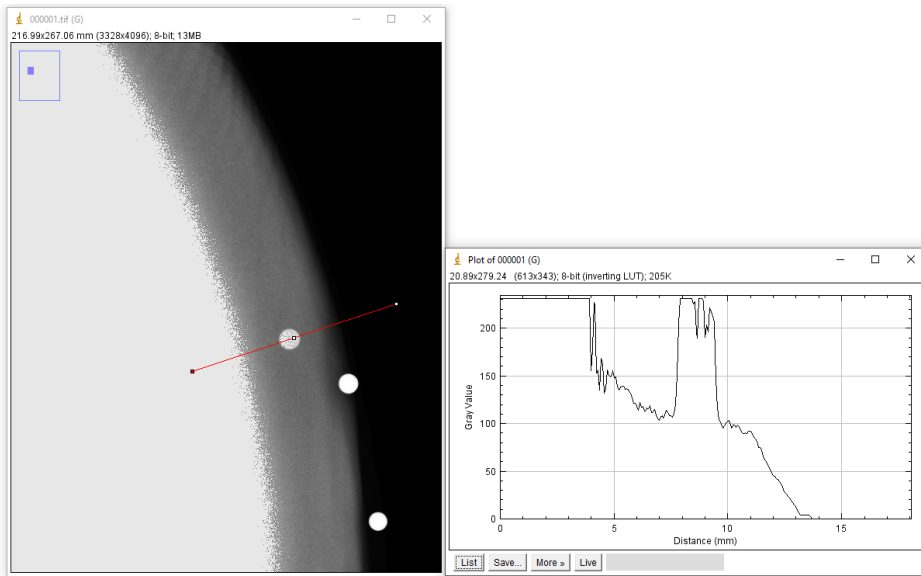 000001.tif (G)
216.99x267.06 mm (3328x4096); 8-bit; 13MB
Plot of 000001 (G)
20.89x279.24 (613x343); 8-bit (inverting LUT); 205K
200
150
100
50
0
Gray Value
0 5 10 15
Distance (mm)
List Save... More » Live